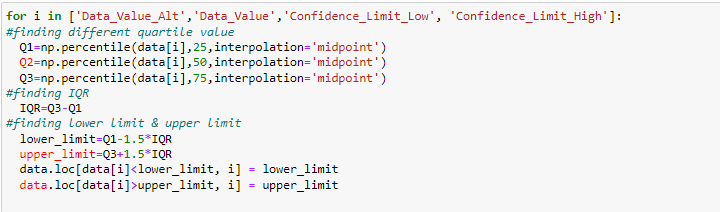 for i in ['Data_Value_Alt','Data_Value','Confidence_Limit_Low', 'Confidence_Limit_High']:
#finding different quartile value
  Q1=np.percentile(data[i],25,interpolation='midpoint')
  Q2=np.percentile(data[i],50,interpolation='midpoint')
  Q3=np.percentile(data[i],75,interpolation='midpoint')
#finding IQR
  IQR=Q3-Q1
#finding lower limit & upper limit
  lower_limit=Q1-1.5*IQR
  upper_limit=Q3+1.5*IQR
  data.loc[data[i]<lower_limit, i] = lower_limit
  data.loc[data[i]>upper_limit, i] = upper_limit